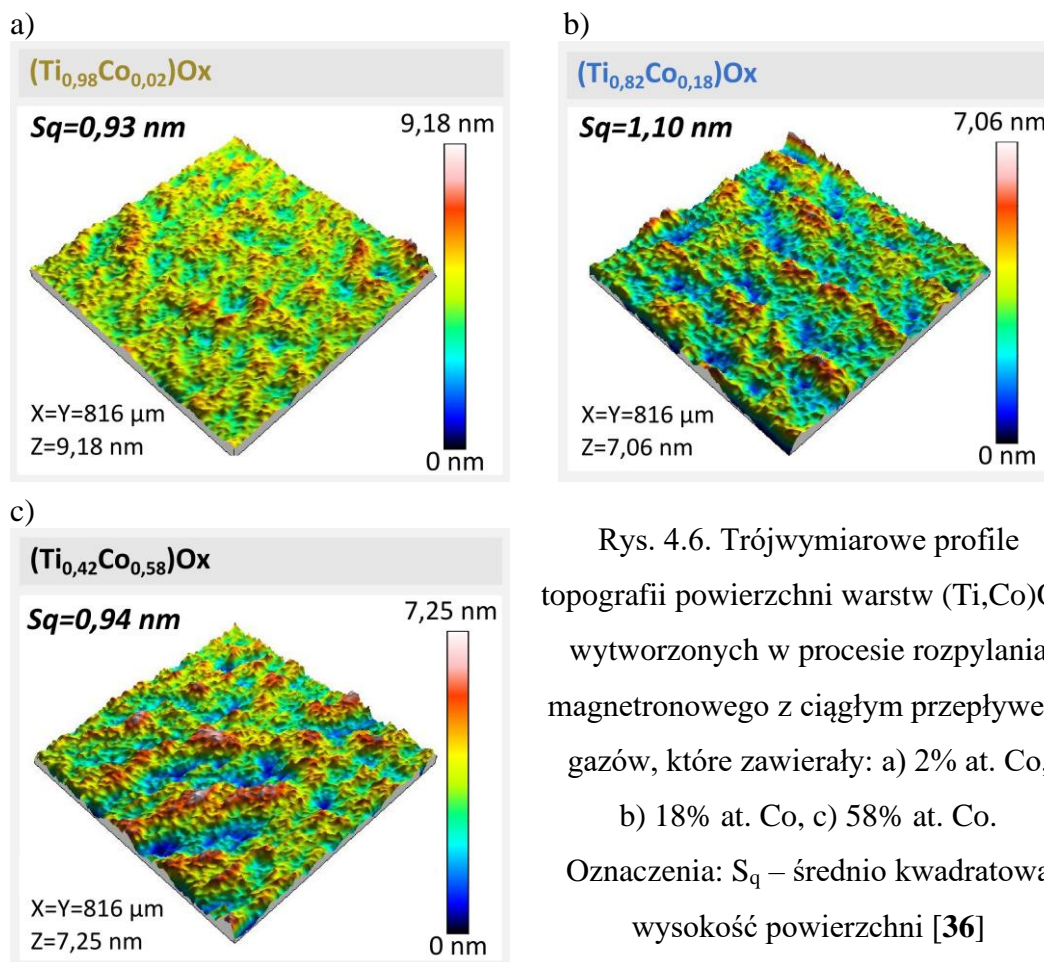 a)
(Ti0,98Co0,02)Ox
Sq=0,93 nm
9,18 nm
X=Y=816 µm
Z=9,18 nm
0 nm
b)
(Ti0,82Co0,18)Ox
Sq=1,10 nm
7,06 nm
X=Y=816 µm
Z=7,06 nm
0 nm
c)
(Ti0,42Co0,58)Ox
Sq=0,94 nm
7,25 nm
X=Y=816 µm
Z=7,25 nm
0 nm
Rys. 4.6. Trójwymiarowe profile
topografii powierzchni warstw
wytworzonych w procesie rozpylania
magnetronowego z ciągłym
gazów, które zawierały: a) 2% at. Co,
b) 18% at. Co, c) 58% at. Co.
Oznaczenia: Sq – średnio kwadratowa
wysokość powierzchni [36]